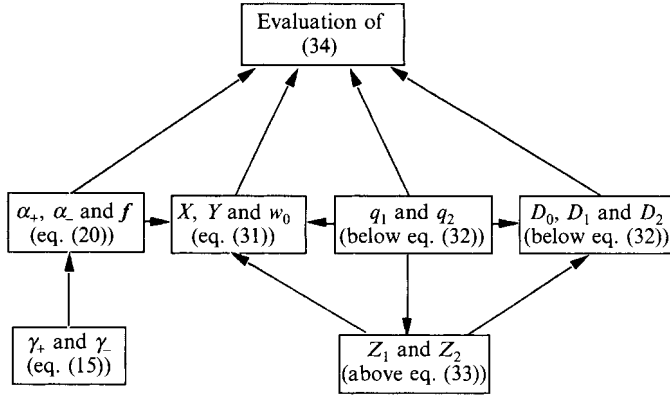 Evaluation of
(34)
α₊, α₋ and f
(eq. (20))
X, Y and w₀
(eq. (31))
q₁ and q₂
(below eq. (32))
D₀, D₁ and D₂
(below eq. (32))
γ₊ and γ₋
(eq. (15))
Z₁ and Z₂
(above eq. (33))